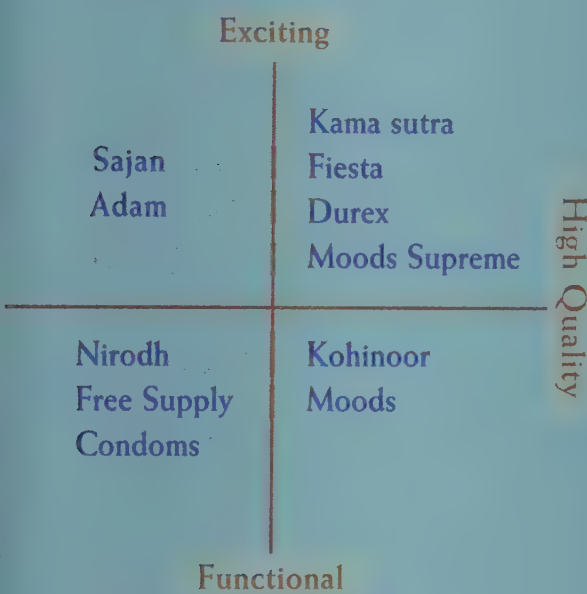 Exciting
Sajan
Adam
Kama sutra
Fiesta
Durex
Moods Supreme
High Quality
Nirodh
Free Supply
Condoms
Kohinoor
Moods
Functional